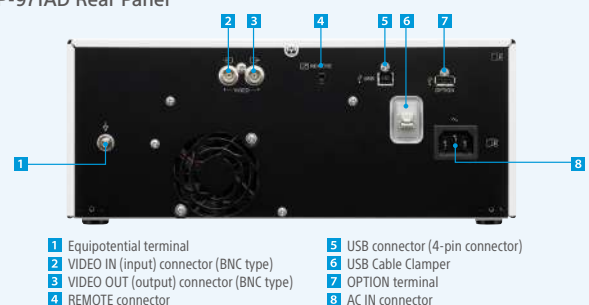 -971AD Rear Panel
2 3 4 5 6 7
REMOTE
USB
OPTION
VIDEO
1
8
1 Equipotential terminal
2 VIDEO IN (input) connector (BNC type)
3 VIDEO OUT (output) connector (BNC type)
4 REMOTE connector
5 USB connector (4-pin connector)
6 USB Cable Clamper
7 OPTION terminal
8 AC IN connector